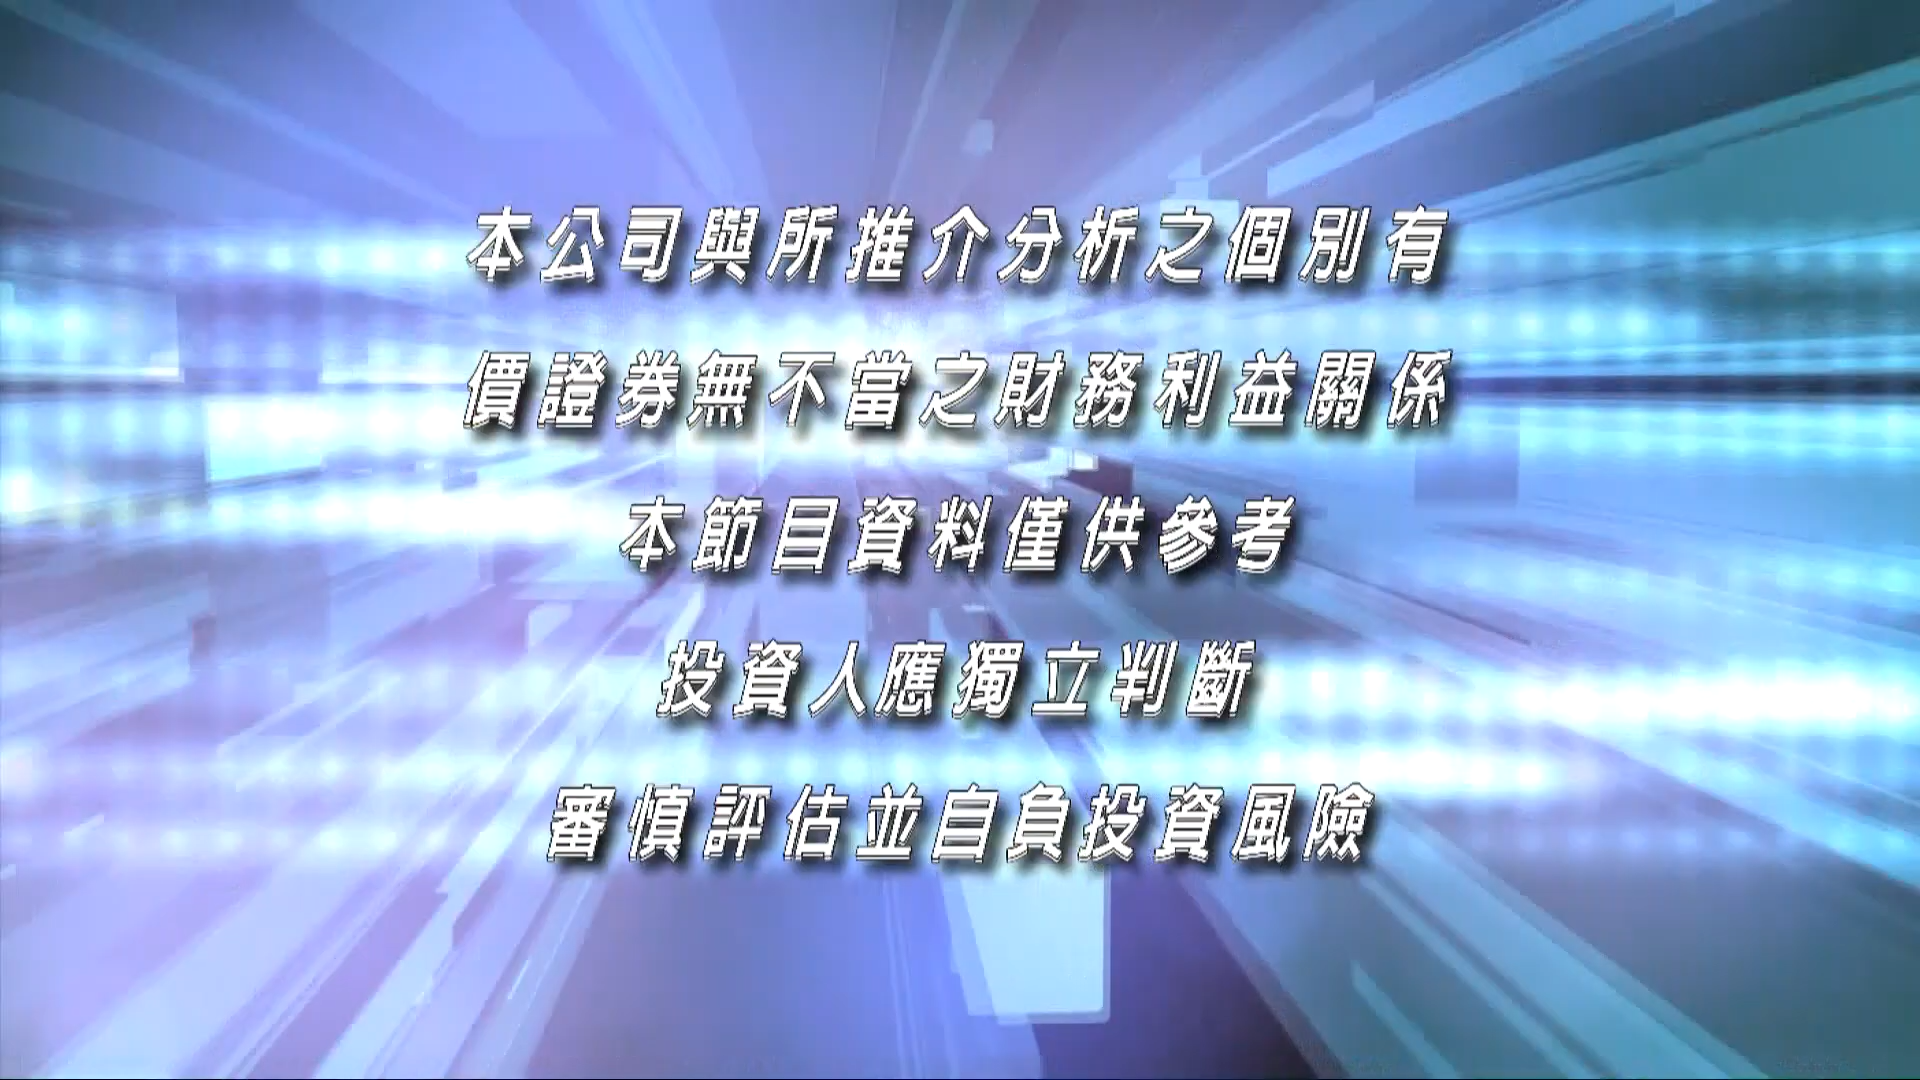 本公司與所推介分析之個別有
價證券無不當之財務利益關係
本節目資料僅供參考
投資人應獨立判斷
審慎評估並自負投資風險